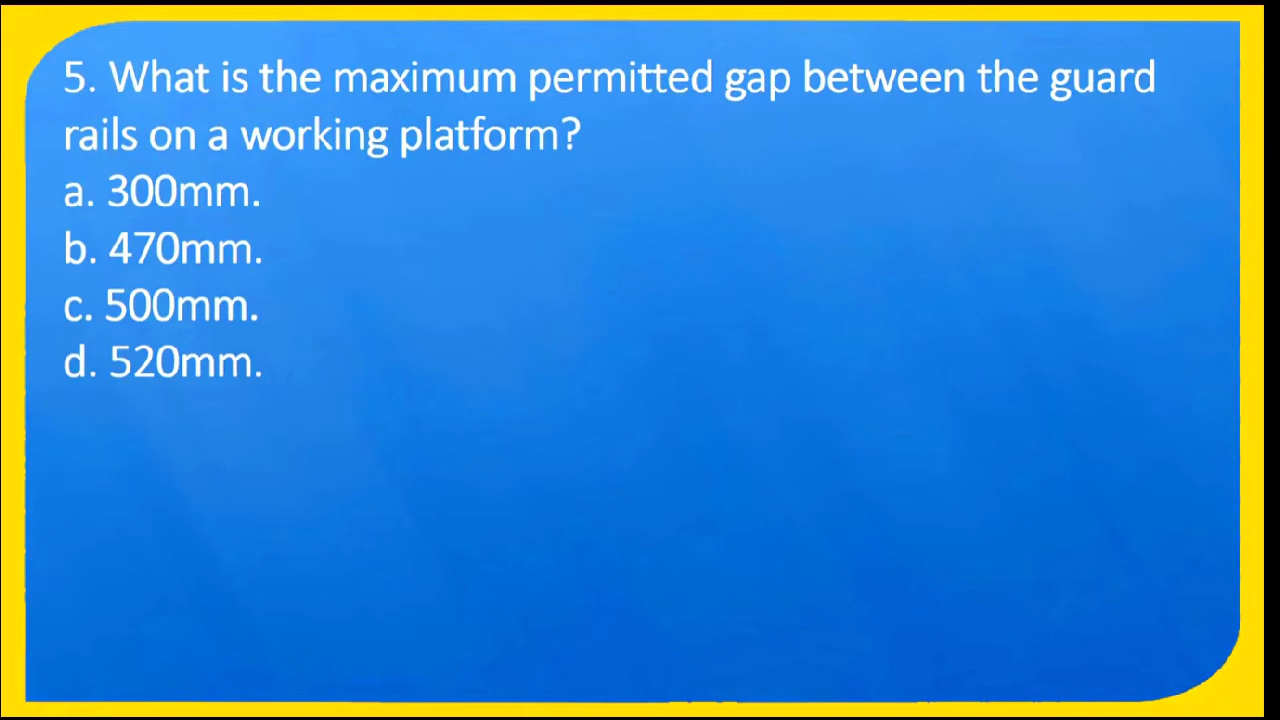 5. What is the maximum permitted gap between the guard
rails on a working platform?
a. 300mm.
b. 470mm.
c. 500mm.
d. 520mm.